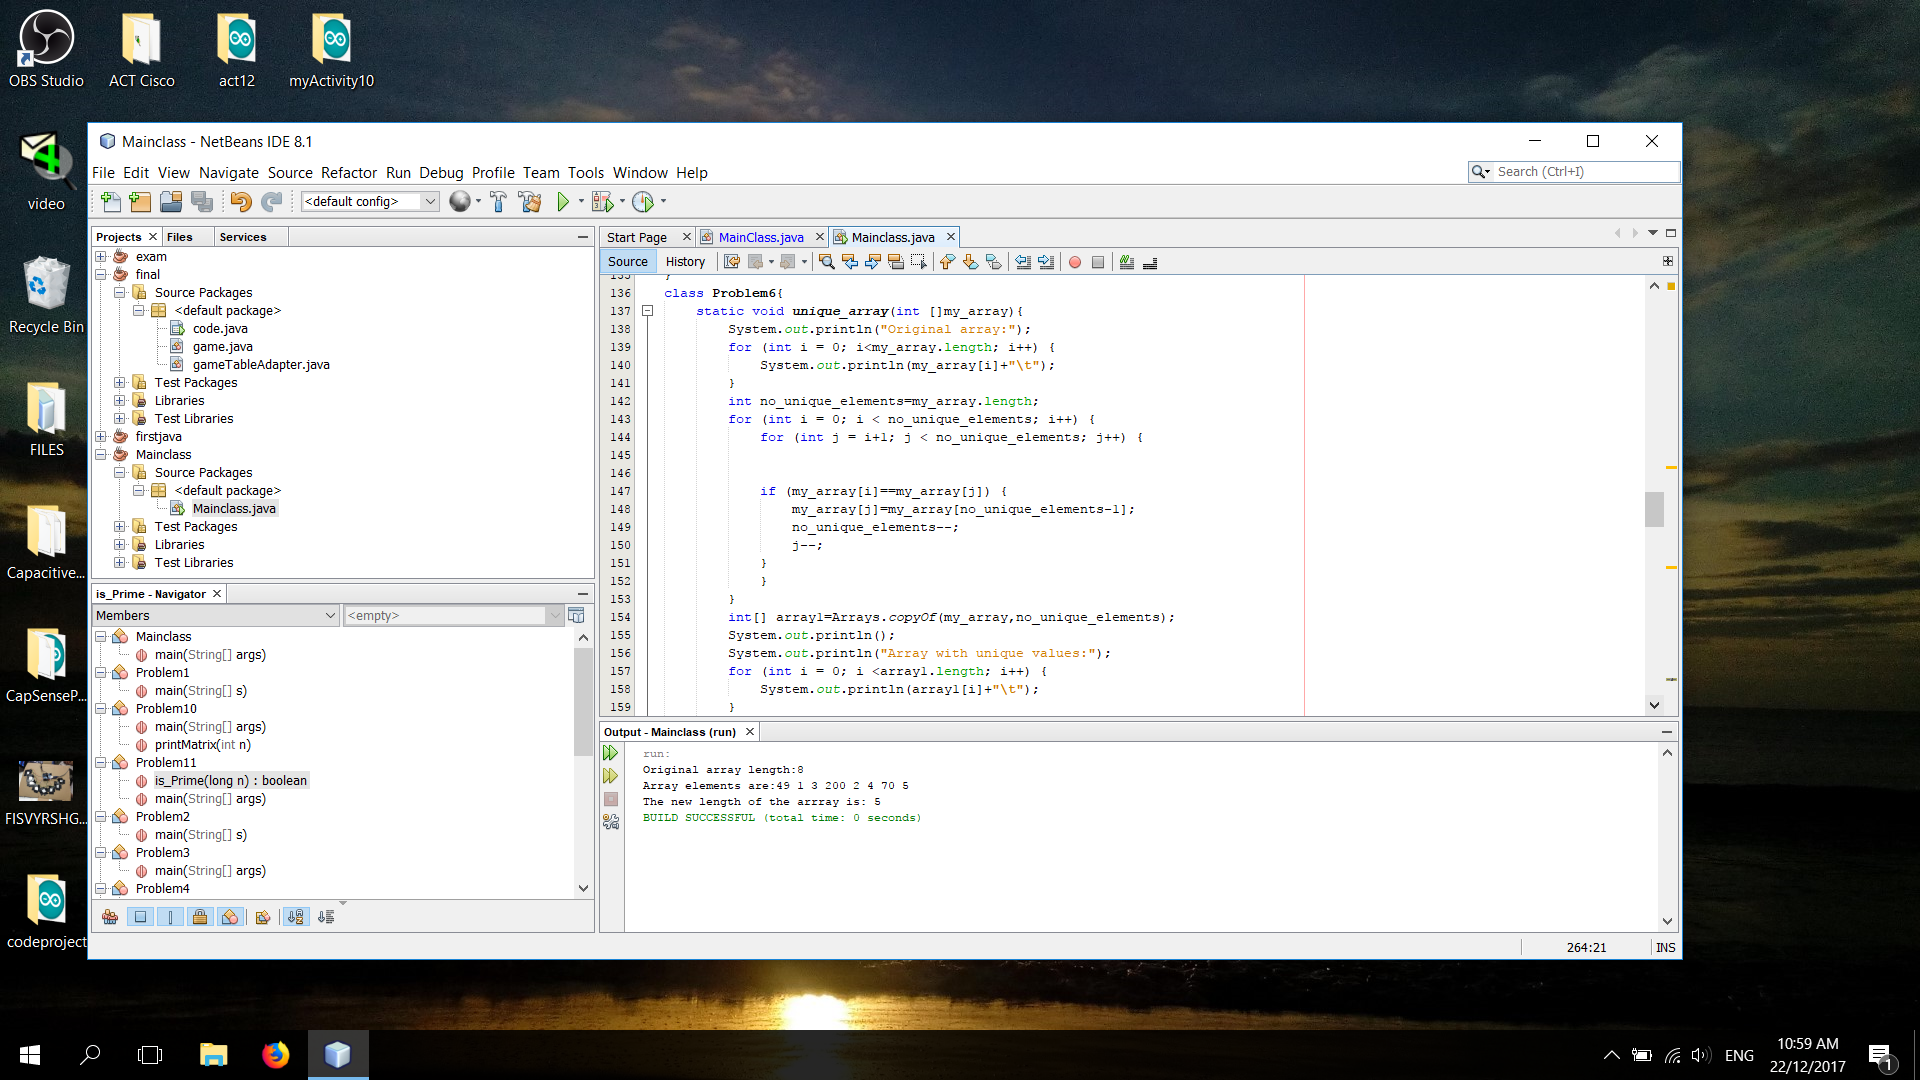 OBS Studio
ACT Cisco
act12
myActivity10
video
Recycle Bin
FILES
Capacitive...
CapSenseP...
FISVYRSHG...
codeproject
Mainclass - NetBeans IDE 8.1
File Edit View Navigate Source Refactor Run Debug Profile Team Tools Window Help
Search (Ctrl+I)
<default config>
Projects Files Services
exam
final
Source Packages
<default package>
code.java
game.java
gameTableAdapter.java
Test Packages
Libraries
Test Libraries
firstjava
Mainclass
Source Packages
<default package>
Mainclass.java
Test Packages
Libraries
Test Libraries
is_Prime - Navigator
Members
<empty>
Mainclass
main(String[] args)
Problem1
main(String[] s)
Problem10
main(String[] args)
printMatrix(int n)
Problem11
is_Prime(long n) : boolean
main(String[] args)
Problem2
main(String[] s)
Problem3
main(String[] args)
Problem4
Start Page MainClass.java Mainclass.java
Source History
135 }
136 class Problem6{
137 static void unique_array(int []my_array){
138 System.out.println("Original array:");
139 for (int i = 0; i<my_array.length; i++) {
140 System.out.println(my_array[i]+"\t");
141 }
142 int no_unique_elements=my_array.length;
143 for (int i = 0; i < no_unique_elements; i++) {
144 for (int j = i+1; j < no_unique_elements; j++) {
145
146
147 if (my_array[i]==my_array[j]) {
148 my_array[j]=my_array[no_unique_elements-1];
149 no_unique_elements--;
150 j--;
151 }
152 }
153 }
154 int[] array1=Arrays.copyOf(my_array,no_unique_elements);
155 System.out.println();
156 System.out.println("Array with unique values:");
157 for (int i = 0; i <array1.length; i++) {
158 System.out.println(array1[i]+"\t");
159 }
Output - Mainclass (run)
run:
Original array length:8
Array elements are:49 1 3 200 2 4 70 5
The new length of the arrray is: 5
BUILD SUCCESSFUL (total time: 0 seconds)
264:21
INS
ENG
10:59 AM
22/12/2017
1